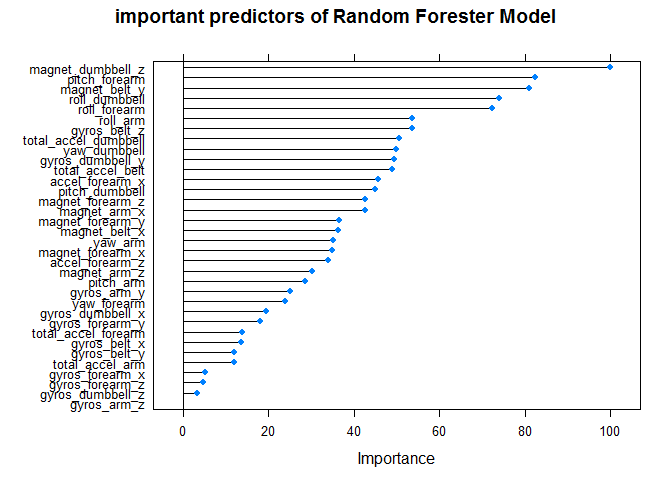 important predictors of Random Forester Model
magnet_dumbbell_z
pitch_forearm
magnet_belt_y
roll_dumbbell
roll_forearm
roll_arm
gyros_belt_z
total_accel_dumbbell
yaw_dumbbell
gyros_dumbbell_y
total_accel_belt
accel_forearm_x
pitch_dumbbell
magnet_forearm_z
magnet_arm_x
magnet_forearm_y
magnet_belt_x
yaw_arm
magnet_forearm_x
accel_forearm_z
magnet_arm_z
pitch_arm
gyros_arm_y
yaw_forearm
gyros_dumbbell_x
gyros_forearm_y
total_accel_forearm
gyros_belt_x
gyros_belt_y
total_accel_arm
gyros_forearm_x
gyros_forearm_z
gyros_dumbbell_z
gyros_arm_z
0 20 40 60 80 100
Importance